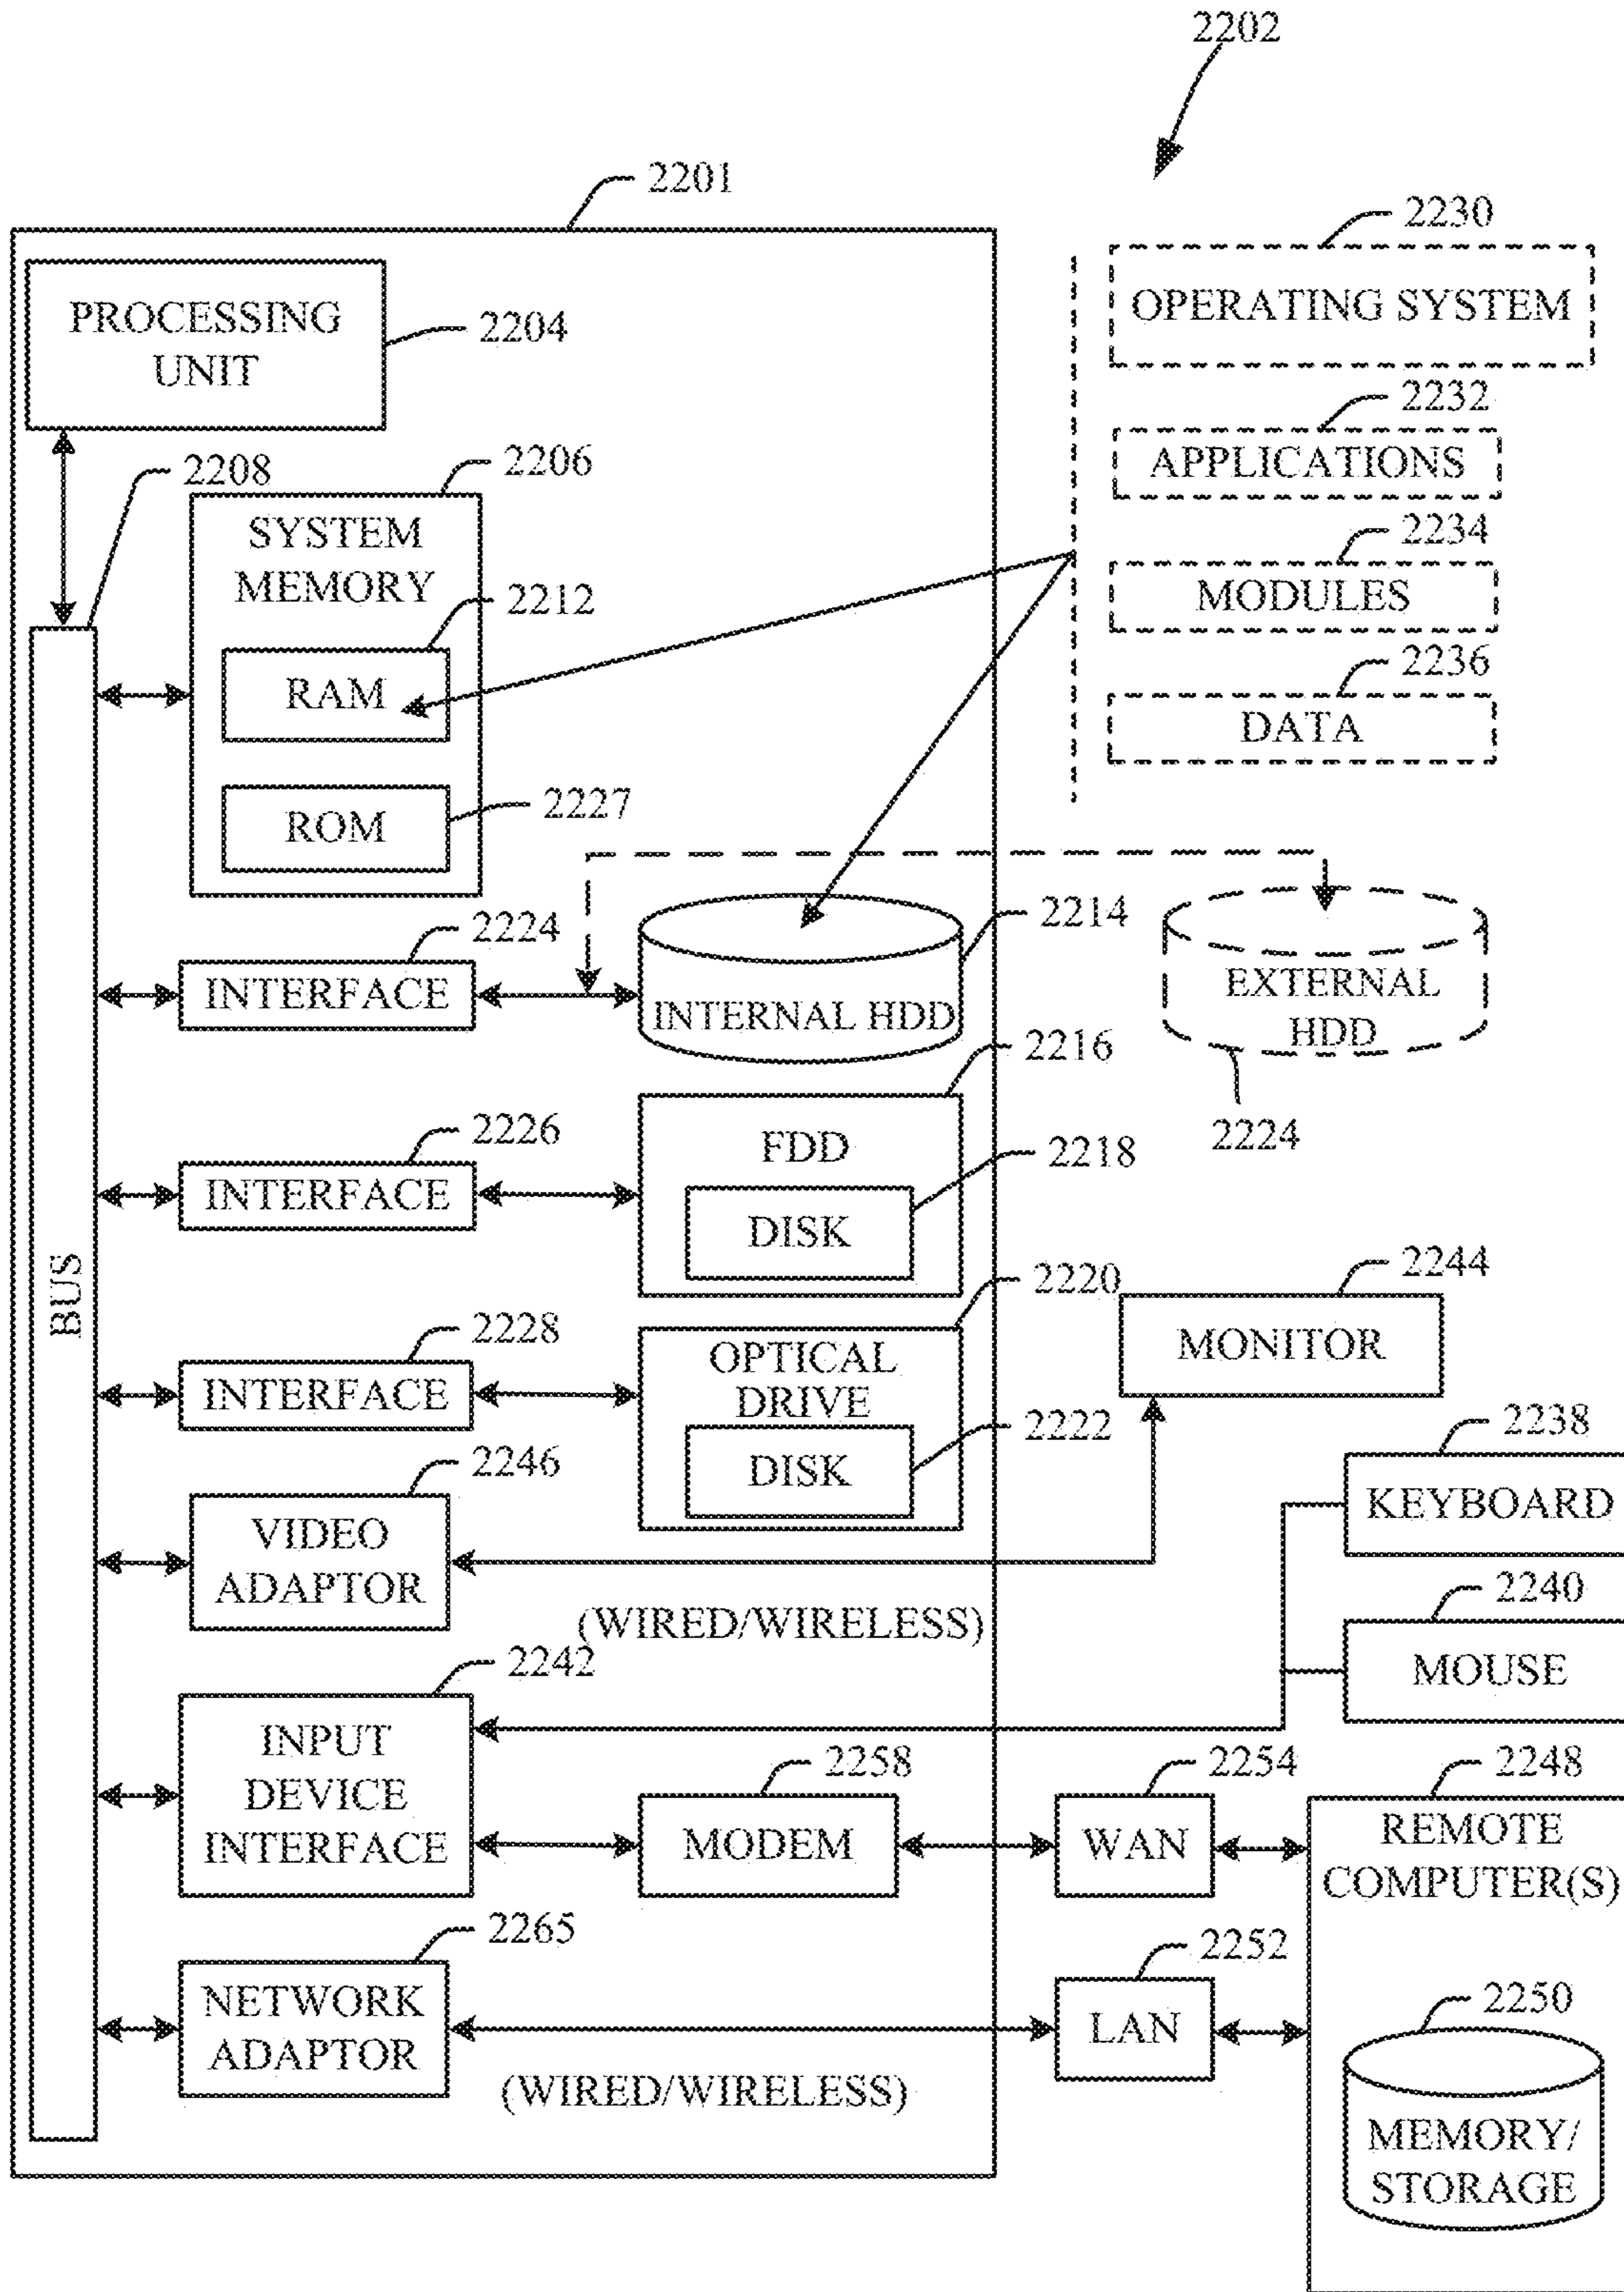 2202
2201
2230
PROCESSING
UNIT
2204
OPERATING SYSTEM
2232
APPLICATIONS
2208
2206
SYSTEM
MEMORY
2234
MODULES
2212
RAM
2236
DATA
2227
ROM
2224
INTERFACE
2214
INTERNAL HDD
EXTERNAL
HDD
2224
2216
2226
INTERFACE
FDD
2218
DISK
BUS
2220
2244
MONITOR
2228
INTERFACE
OPTICAL
DRIVE
2222
DISK
2238
KEYBOARD
2246
VIDEO
ADAPTOR
(WIRED/WIRELESS)
2240
MOUSE
2242
INPUT
DEVICE
INTERFACE
2258
MODEM
2254
WAN
2248
REMOTE
COMPUTER(S)
2265
NETWORK
ADAPTOR
(WIRED/WIRELESS)
2252
LAN
2250
MEMORY/
STORAGE